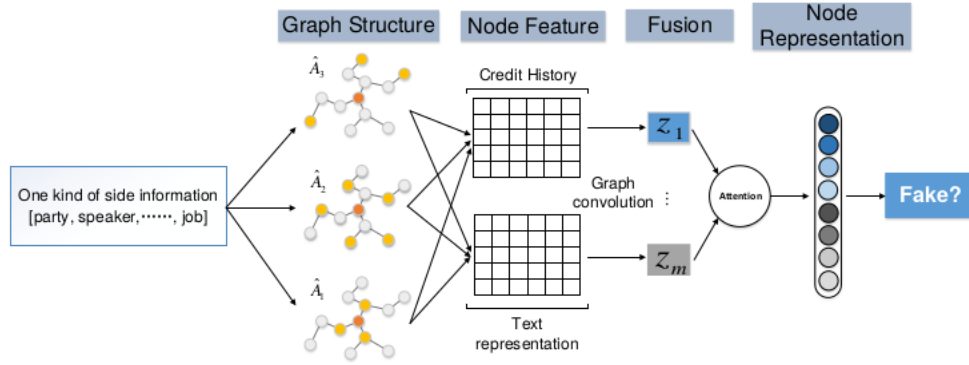 Graph Structure
Node Feature
Fusion
Node
Representation
Â₃
Credit History
z₁
One kind of side information
[party, speaker,⋯⋯, job]
Â₂
Graph
convolution
⋮
Attention
Fake?
zₘ
Â₁
Text
representation